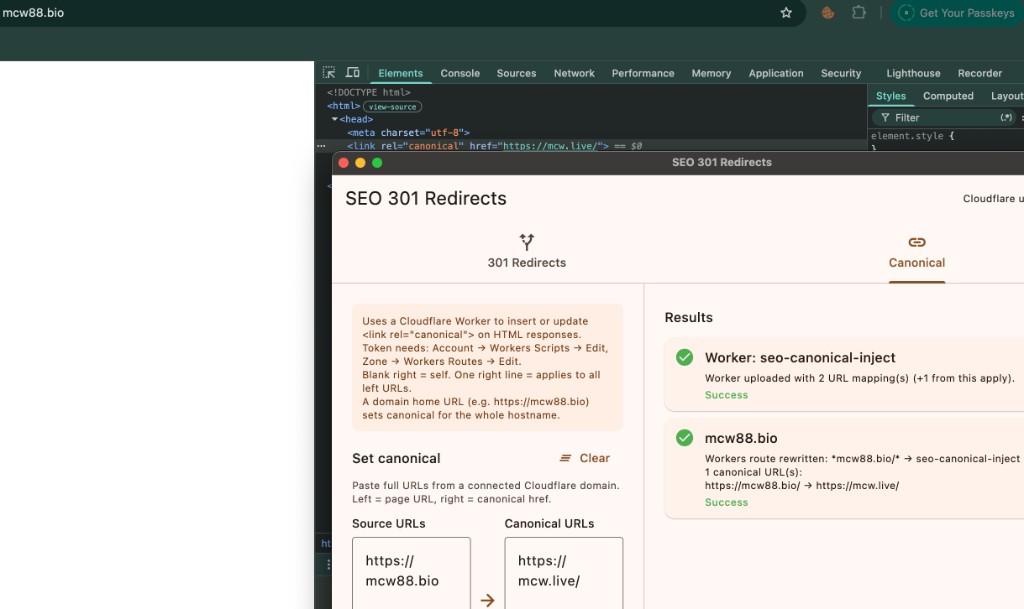 mcw88.bio
Get Your Passkeys
Elements Console Sources Network Performance Memory Application Security Lighthouse Recorder
<!DOCTYPE html>
<html> view-source
<head>
<meta charset="utf-8">
<link rel="canonical" href="https://mcw.live/"> == $0
Styles Computed Layout
Filter
element.style {
}
SEO 301 Redirects
SEO 301 Redirects
Cloudflare u
301 Redirects
Canonical
Uses a Cloudflare Worker to insert or update
<link rel="canonical"> on HTML responses.
Token needs: Account → Workers Scripts → Edit,
Zone → Workers Routes → Edit.
Blank right = self. One right line = applies to all
left URLs.
A domain home URL (e.g. https://mcw88.bio)
sets canonical for the whole hostname.
Set canonical
Clear
Paste full URLs from a connected Cloudflare domain.
Left = page URL, right = canonical href.
Source URLs
Canonical URLs
https://
mcw88.bio
→
https://
mcw.live/
Results
Worker: seo-canonical-inject
Worker uploaded with 2 URL mapping(s) (+1 from this apply).
Success
mcw88.bio
Workers route rewritten: *mcw88.bio/* → seo-canonical-inject
1 canonical URL(s):
https://mcw88.bio/ → https://mcw.live/
Success